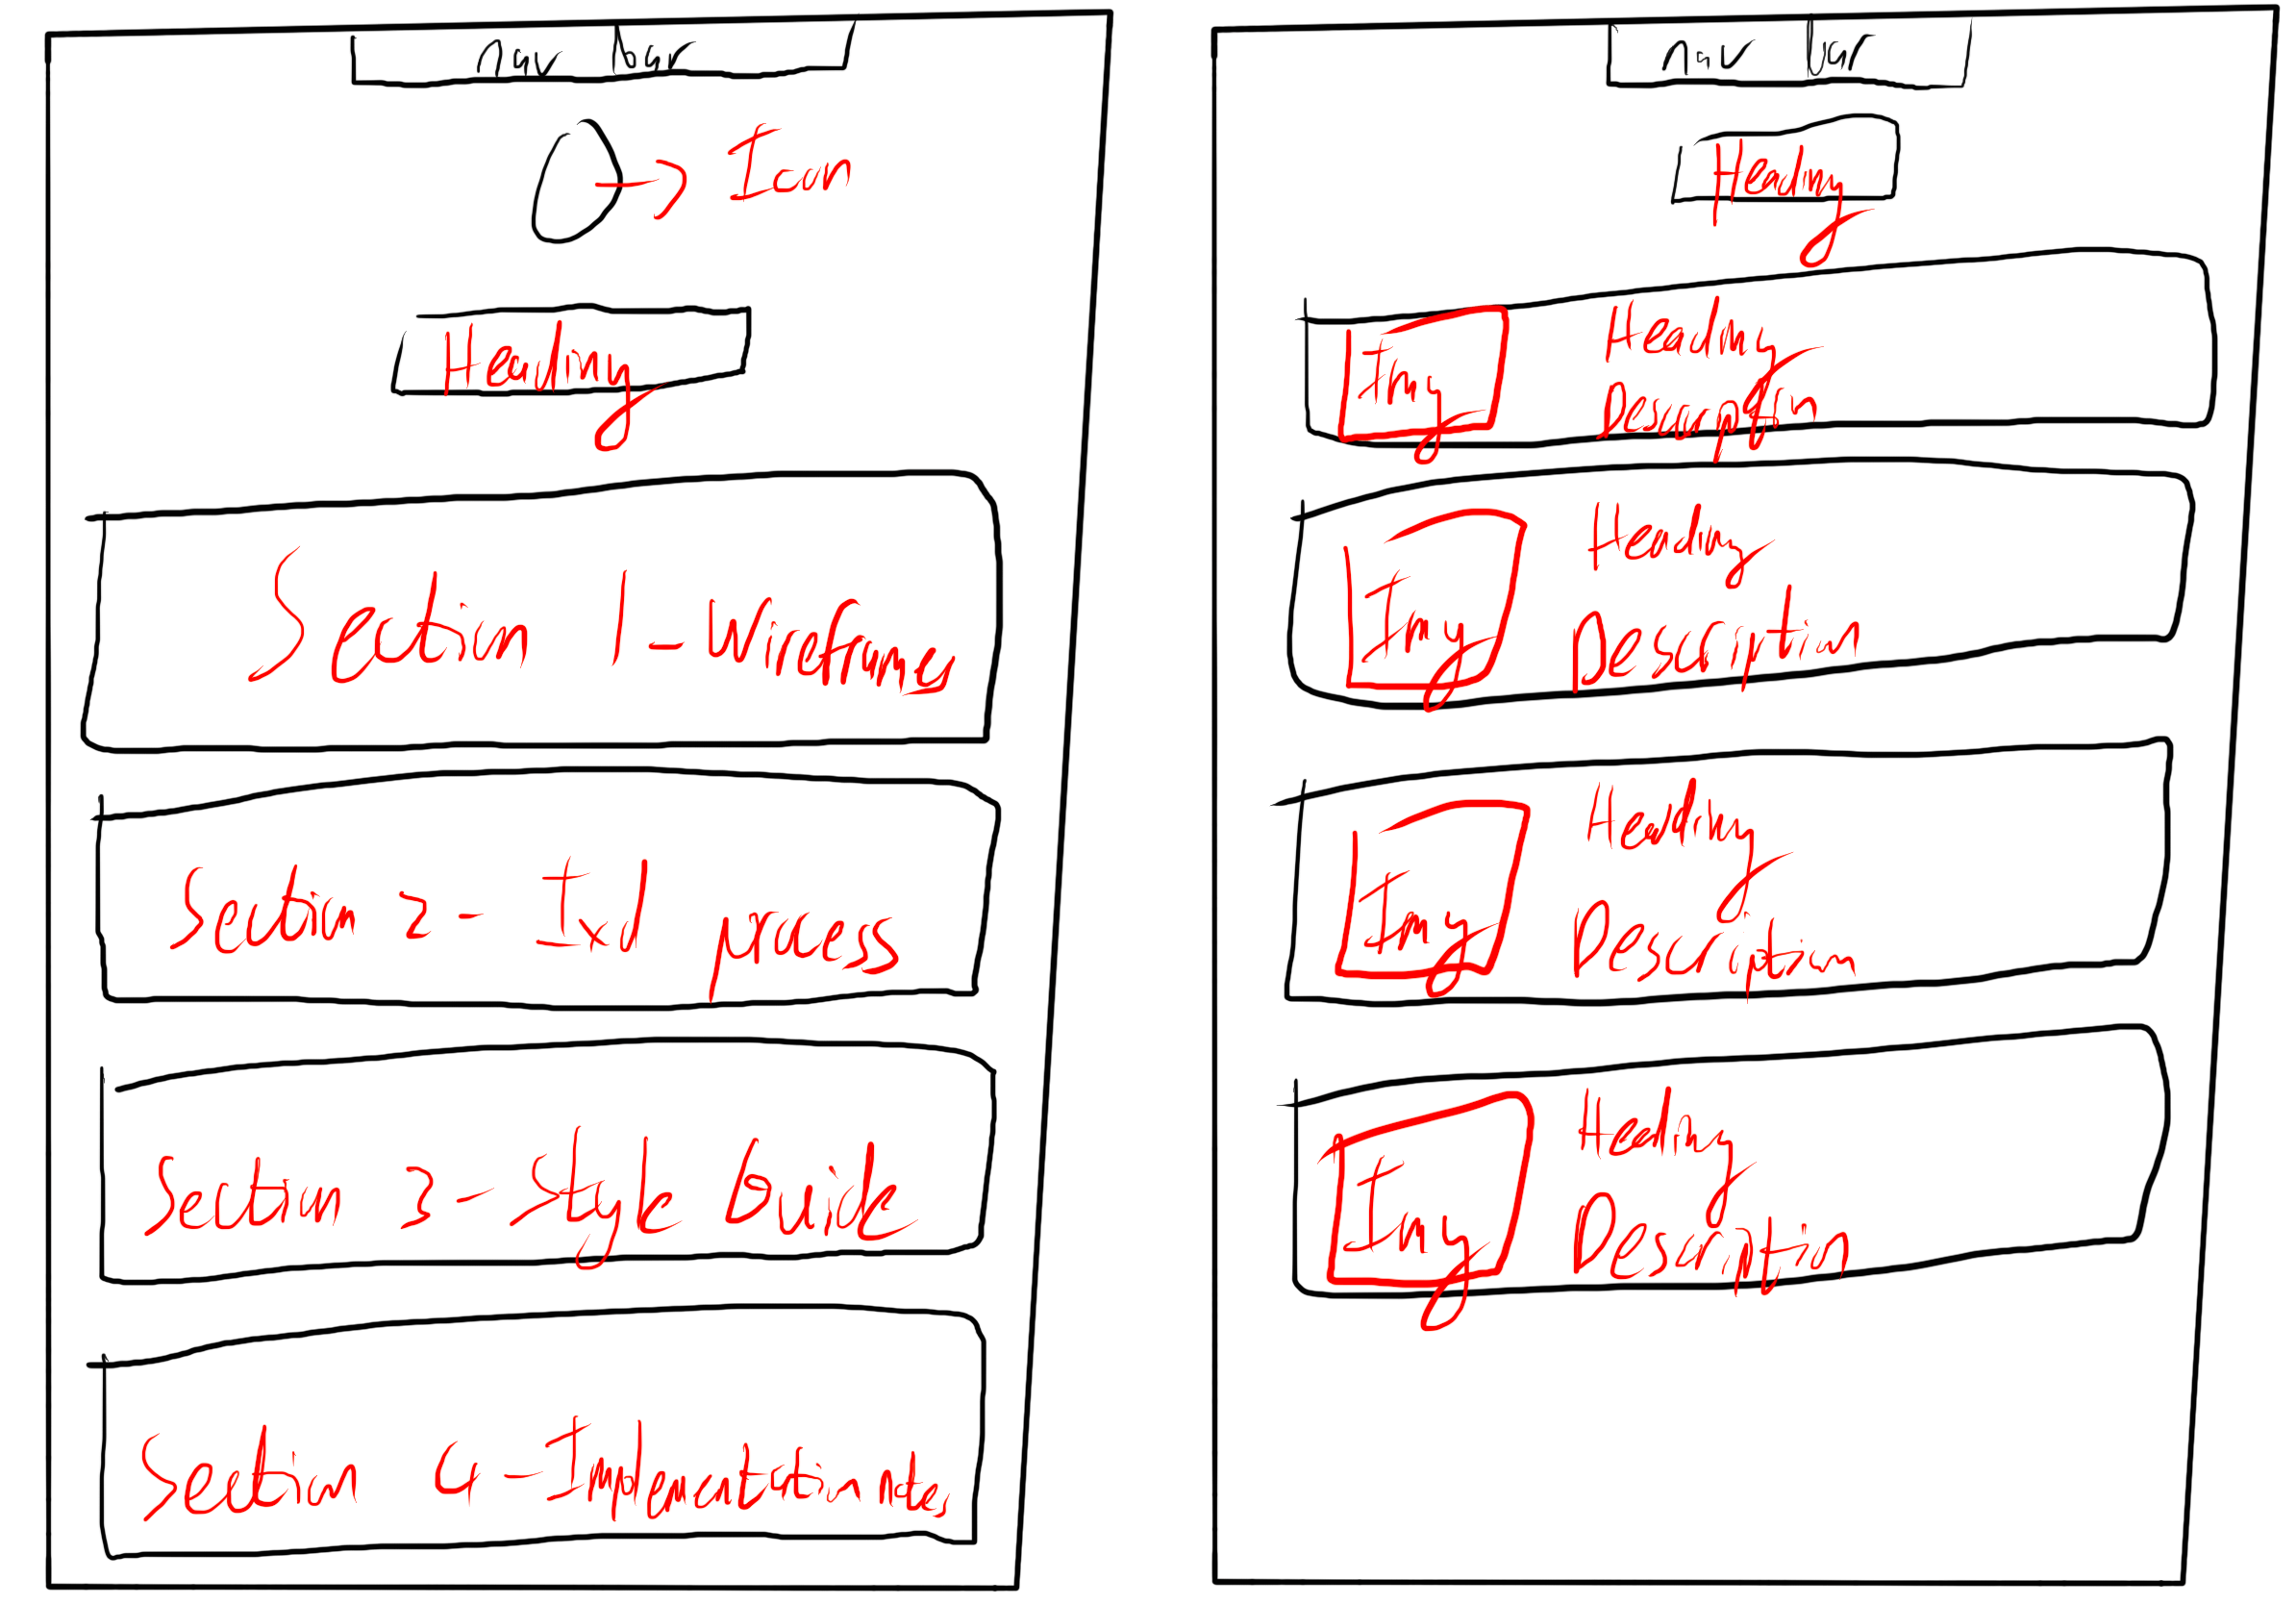 nav bar
Icon
Heading
Section 1-Wireframes
Section 2- Ixd process
Section 3-Style Guide
Section 4-Implementation notes
nav bar
Heading
Img
Heading
Description
Img
Heading
Description
Img
Heading
Description
Img
Heading
Description